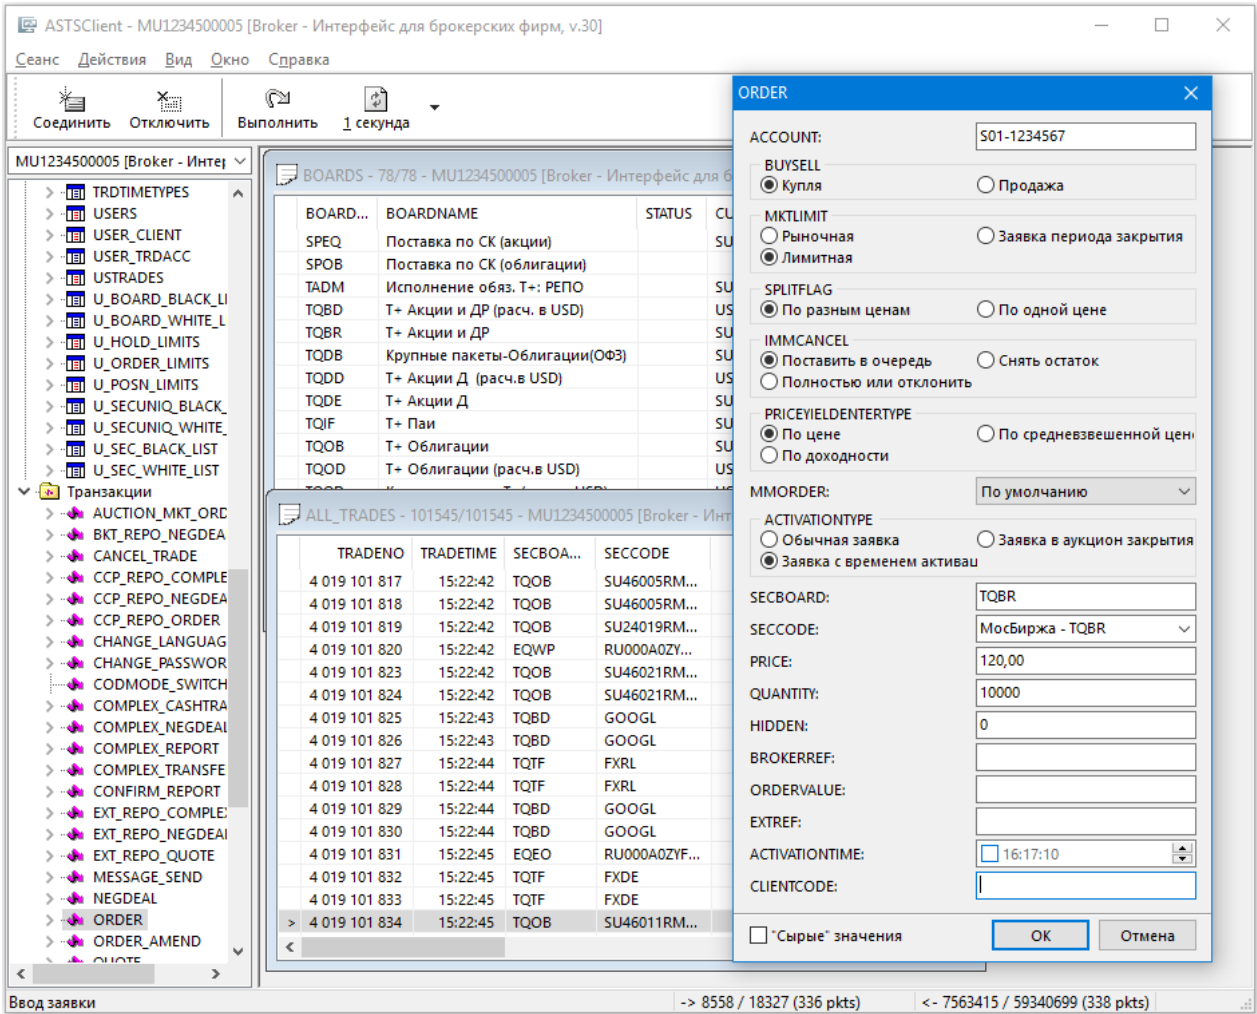 ASTSClient - MU1234500005 [Broker - Интерфейс для брокерских фирм, v.30]
Сеанс Действия Вид Окно Справка
Соединить Отключить Выполнить 1 секунда
MU1234500005 [Broker - Интер
TRDTIMETYPES
USERS
USER_CLIENT
USER_TRDACC
USTRADES
U_BOARD_BLACK_LI
U_BOARD_WHITE_L
U_HOLD_LIMITS
U_ORDER_LIMITS
U_POSN_LIMITS
U_SECUNIQ_BLACK_
U_SECUNIQ_WHITE_
U_SEC_BLACK_LIST
U_SEC_WHITE_LIST
Транзакции
AUCTION_MKT_ORD
BKT_REPO_NEGDEA
CANCEL_TRADE
CCP_REPO_COMPLE
CCP_REPO_NEGDEA
CCP_REPO_ORDER
CHANGE_LANGUAG
CHANGE_PASSWOR
CODMODE_SWITCH
COMPLEX_CASHTRA
COMPLEX_NEGDEAL
COMPLEX_REPORT
COMPLEX_TRANSFE
CONFIRM_REPORT
EXT_REPO_COMPLE
EXT_REPO_NEGDEAL
EXT_REPO_QUOTE
MESSAGE_SEND
NEGDEAL
ORDER
ORDER_AMEND
QUOTE
BOARDS - 78/78 - MU1234500005 [Broker - Интерфейс для б
BOARD... BOARDNAME STATUS CU
SPEQ Поставка по СК (акции) SU
SPOB Поставка по СК (облигации)
TADM Исполнение обяз. Т+: РЕПО SU
TQBD Т+ Акции и ДР (расч. в USD) US
TQBR Т+ Акции и ДР SU
TQDB Крупные пакеты-Облигации(ОФЗ) SU
TQDD Т+ Акции Д (расч.в USD) US
TQDE Т+ Акции Д SU
TQIF Т+ Паи SU
TQOB Т+ Облигации SU
TQOD Т+ Облигации (расч.в USD) US
ALL_TRADES - 101545/101545 - MU1234500005 [Broker - Инт
TRADENO TRADETIME SECBOA... SECCODE
4 019 101 817 15:22:42 TQOB SU46005RM...
4 019 101 818 15:22:42 TQOB SU46005RM...
4 019 101 819 15:22:42 TQOB SU24019RM...
4 019 101 820 15:22:42 EQWP RU000A0ZY...
4 019 101 823 15:22:42 TQOB SU46021RM...
4 019 101 824 15:22:42 TQOB SU46021RM...
4 019 101 825 15:22:43 TQBD GOOGL
4 019 101 826 15:22:43 TQBD GOOGL
4 019 101 827 15:22:44 TQTF FXRL
4 019 101 828 15:22:44 TQTF FXRL
4 019 101 829 15:22:44 TQBD GOOGL
4 019 101 830 15:22:44 TQBD GOOGL
4 019 101 831 15:22:45 EQEO RU000A0ZYF...
4 019 101 832 15:22:45 TQTF FXDE
4 019 101 833 15:22:45 TQTF FXDE
> 4 019 101 834 15:22:45 TQOB SU46011RM...
ORDER
ACCOUNT: S01-1234567
BUYSELL
Купля Продажа
MKTLIMIT
Рыночная Заявка периода закрытия
Лимитная
SPLITFLAG
По разным ценам По одной цене
IMMCANCEL
Поставить в очередь Снять остаток
Полностью или отклонить
PRICEYIELDENTERTYPE
По цене По средневзвешенной цен
По доходности
MMORDER: По умолчанию
ACTIVATIONTYPE
Обычная заявка Заявка в аукцион закрытия
Заявка с временем активац
SECBOARD: TQBR
SECCODE: МосБиржа - TQBR
PRICE: 120,00
QUANTITY: 10000
HIDDEN: 0
BROKERREF:
ORDERVALUE:
EXTREF:
ACTIVATIONTIME: 16:17:10
CLIENTCODE:
"Сырые" значения OK Отмена
Ввод заявки -> 8558 / 18327 (336 pkts) <- 7563415 / 59340699 (338 pkts)